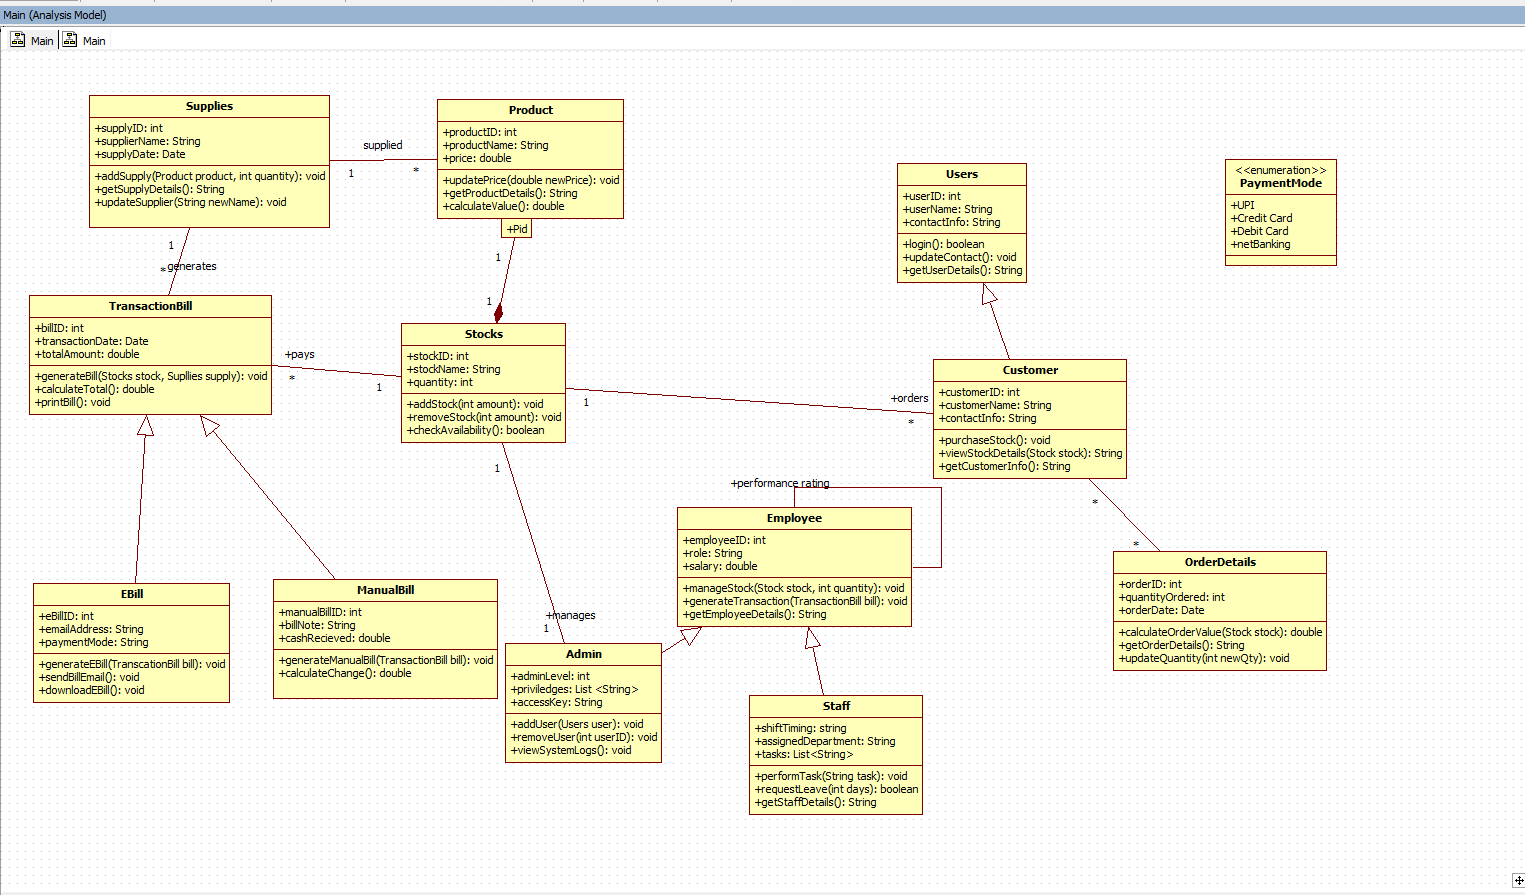 Main (Analysis Model)
Main
Main
Supplies
+supplyID: int
+supplierName: String
+supplyDate: Date
+addSupply(Product product, int quantity): void
+getSupplyDetails(): String
+updateSupplier(String newName): void
supplied
1
*
Product
+productID: int
+productName: String
+price: double
+updatePrice(double newPrice): void
+getProductDetails(): String
+calculateValue(): double
+Pid
1
1
Users
+userID: int
+userName: String
+contactInfo: String
+login(): boolean
+updateContact(): void
+getUserDetails(): String
<<enumeration>>
PaymentMode
+UPI
+Credit Card
+Debit Card
+netBanking
1
*
generates
TransactionBill
+billID: int
+transactionDate: Date
+totalAmount: double
+generateBill(Stocks stock, Supllies supply): void
+calculateTotal(): double
+printBill(): void
+pays
*
1
Stocks
+stockID: int
+stockName: String
+quantity: int
+addStock(int amount): void
+removeStock(int amount): void
+checkAvailability(): boolean
1
+orders
*
Customer
+customerID: int
+customerName: String
+contactInfo: String
+purchaseStock(): void
+viewStockDetails(Stock stock): String
+getCustomerInfo(): String
1
+manages
1
+performance rating
Employee
+employeeID: int
+role: String
+salary: double
+manageStock(Stock stock, int quantity): void
+generateTransaction(TransactionBill bill): void
+getEmployeeDetails(): String
*
*
OrderDetails
+orderID: int
+quantityOrdered: int
+orderDate: Date
+calculateOrderValue(Stock stock): double
+getOrderDetails(): String
+updateQuantity(int newQty): void
EBill
+eBillID: int
+emailAddress: String
+paymentMode: String
+generateEBill(TranscationBill bill): void
+sendBillEmail(): void
+downloadEBill(): void
ManualBill
+manualBillID: int
+billNote: String
+cashRecieved: double
+generateManualBill(TransactionBill bill): void
+calculateChange(): double
Admin
+adminLevel: int
+priviledges: List <String>
+accessKey: String
+addUser(Users user): void
+removeUser(int userID): void
+viewSystemLogs(): void
Staff
+shiftTiming: string
+assignedDepartment: String
+tasks: List<String>
+performTask(String task): void
+requestLeave(int days): boolean
+getStaffDetails(): String